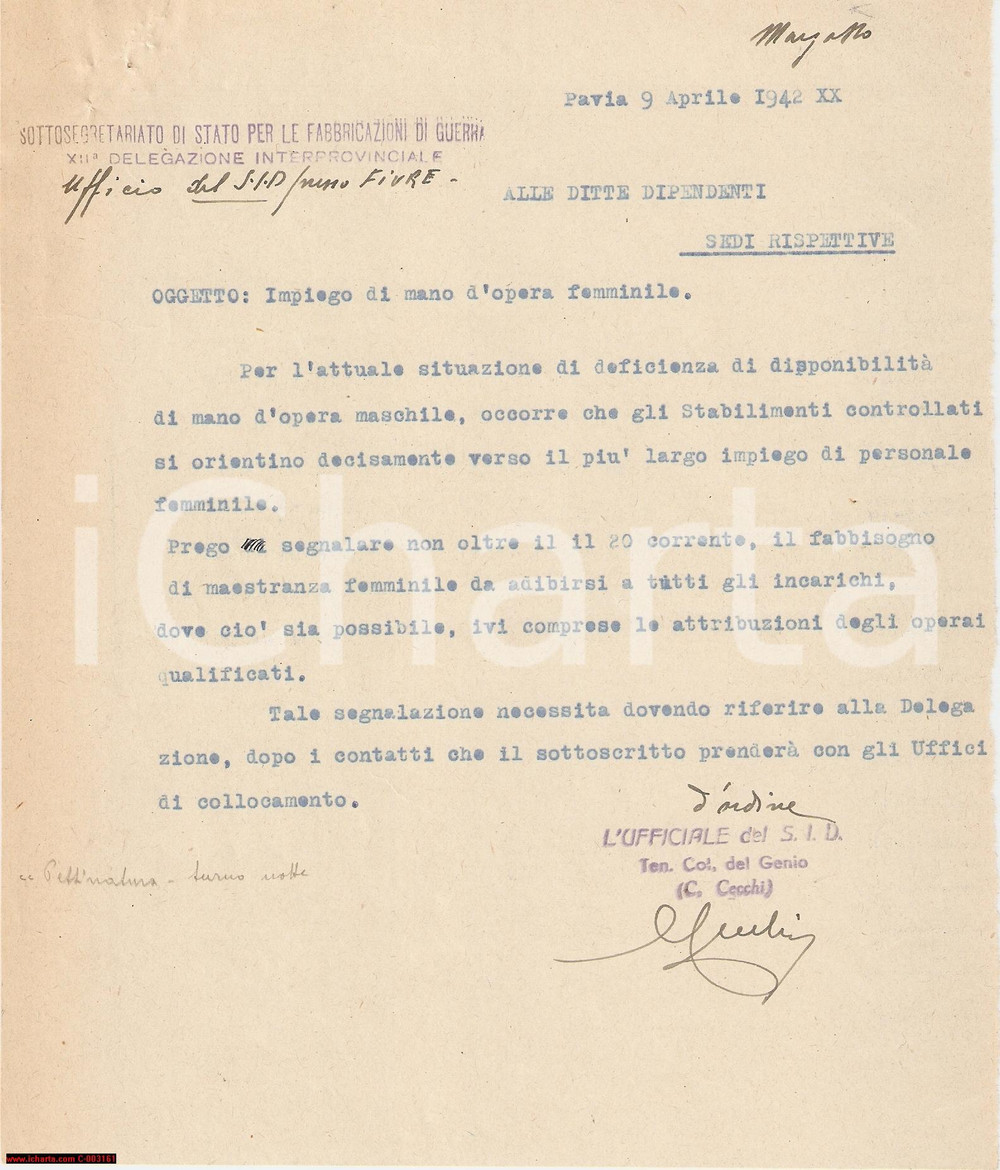 Marzotto
Pavia 9 Aprile 1942 XX
SOTTOSEGRETARIATO DI STATO PER LE FABBRICAZIONI DI GUERRA
XIIª DELEGAZIONE INTERPROVINCIALE
Ufficio del S.I.D presso FIVRE -
ALLE DITTE DIPENDENTI
SEDI RISPETTIVE
OGGETTO: Impiego di mano d'opera femminile.
Per l'attuale situazione di deficienza di disponibilità
di mano d'opera maschile, occorre che gli Stabilimenti controllati
si orientino decisamente verso il piu' largo impiego di personale
femminile.
Prego segnalare non oltre il il 20 corrente, il fabbisogno
di maestranza femminile da adibirsi a tutti gli incarichi,
dove cio' sia possibile, ivi comprese le attribuzioni degli operai
qualificati.
Tale segnalazione necessita dovendo riferire alla Delega
zione, dopo i contatti che il sottoscritto prenderà con gli Uffici
di collocamento.
d'ordine
L'UFFICIALE del S. I. D.
Ten. Col. del Genio
(C. Cecchi)
Pettinatura - turno notte
iCharta
www.icharta.com C-003161